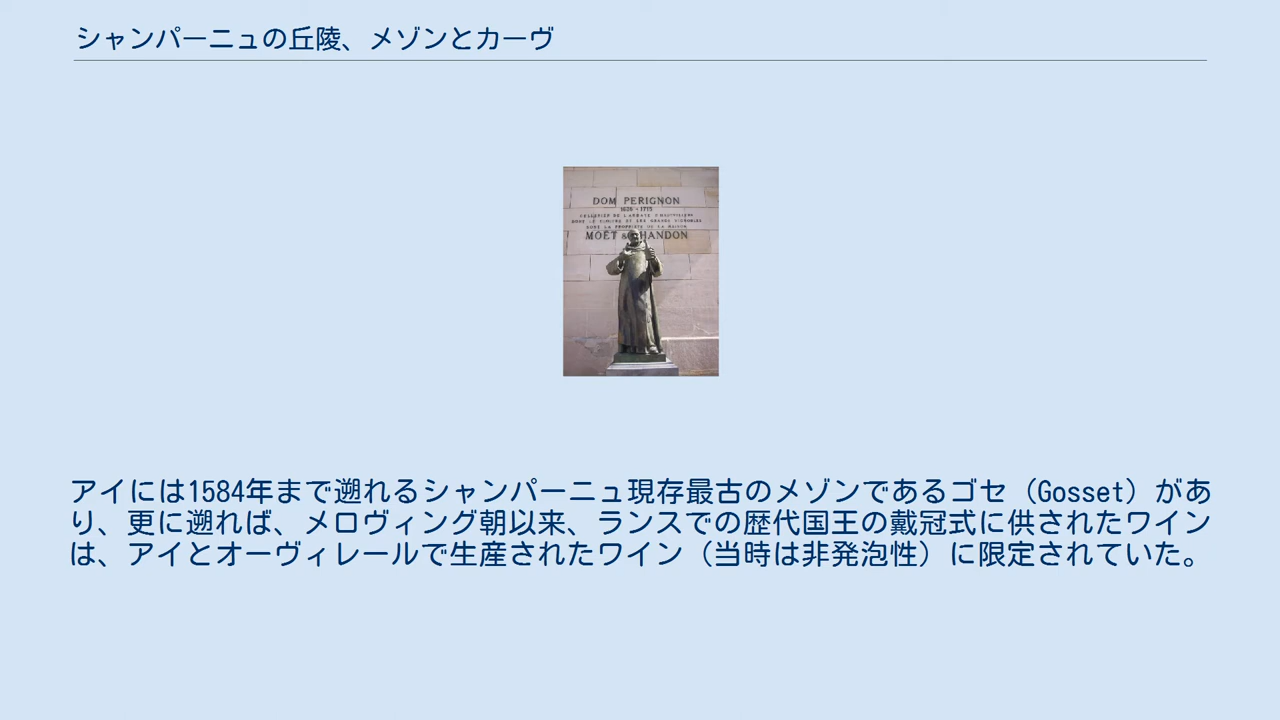 シャンパーニュの丘陵、メゾンとカーヴ
DOM PERIGNON
MOËT & CHANDON
アイには1584年まで遡れるシャンパーニュ現存最古のメゾンであるゴセ（Gosset）があ
り、更に遡れば、メロヴィング朝以来、ランスでの歴代国王の戴冠式に供されたワイン
は、アイとオーヴィレールで生産されたワイン（当時は非発泡性）に限定されていた。